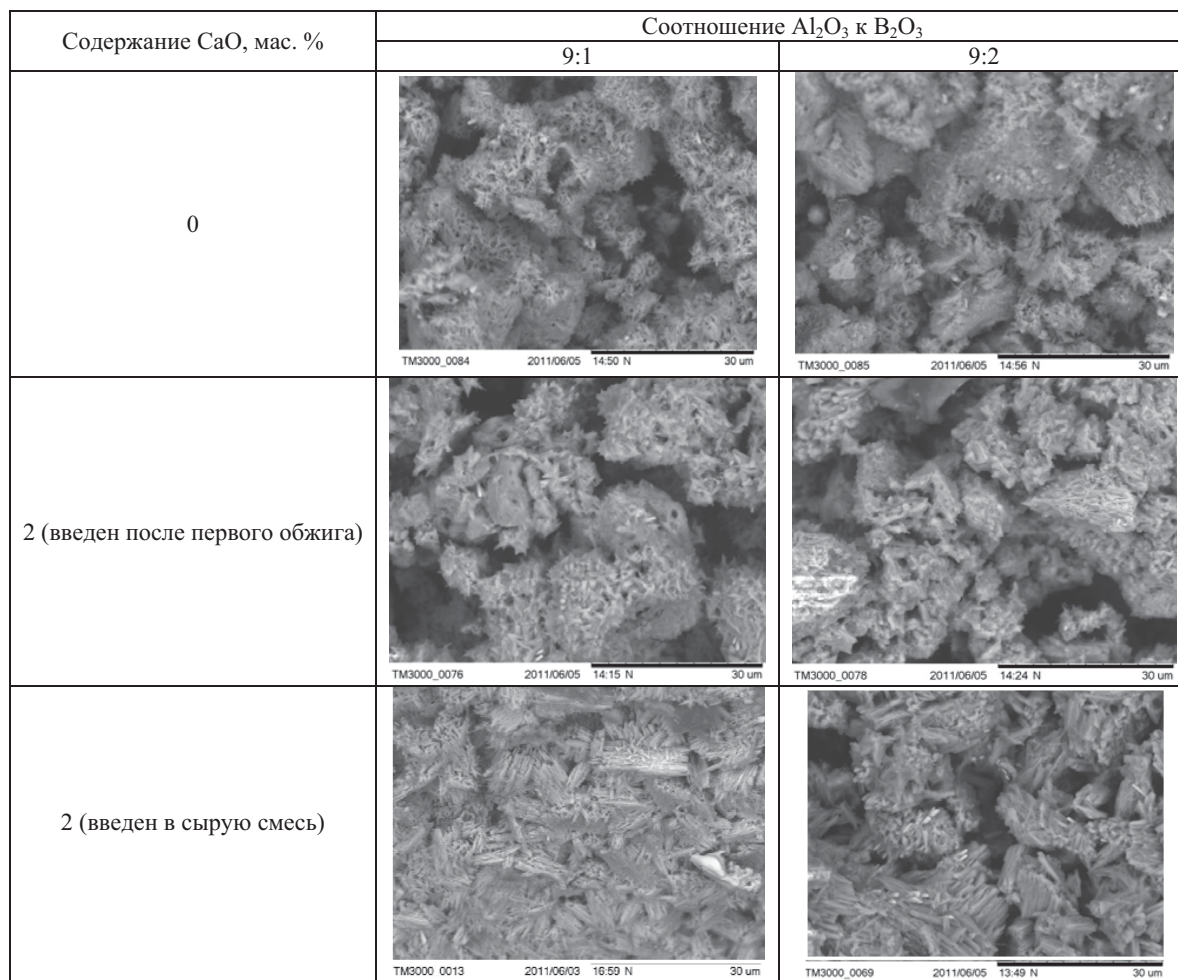 Содержание CaO, мас. %
Соотношение Al₂O₃ к B₂O₃
9:1
9:2
0
TM3000_0084 2011/06/05 14:50 N 30 um
TM3000_0085 2011/06/05 14:56 N 30 um
2 (введен после первого обжига)
TM3000_0076 2011/06/05 14:15 N 30 um
TM3000_0078 2011/06/05 14:24 N 30 um
2 (введен в сырую смесь)
TM3000_0013 2011/06/03 16:59 N 30 um
TM3000_0069 2011/06/05 13:49 N 30 um